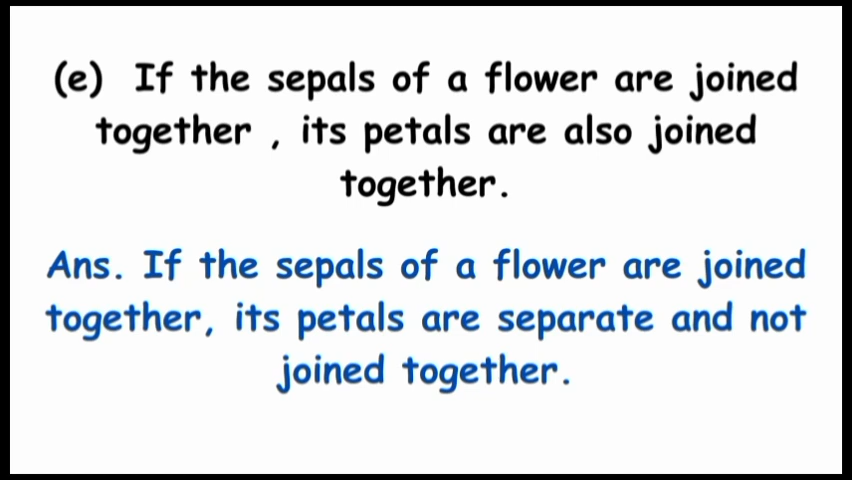 (e) If the sepals of a flower are joined
together , its petals are also joined
together.
Ans. If the sepals of a flower are joined
together, its petals are separate and not
joined together.